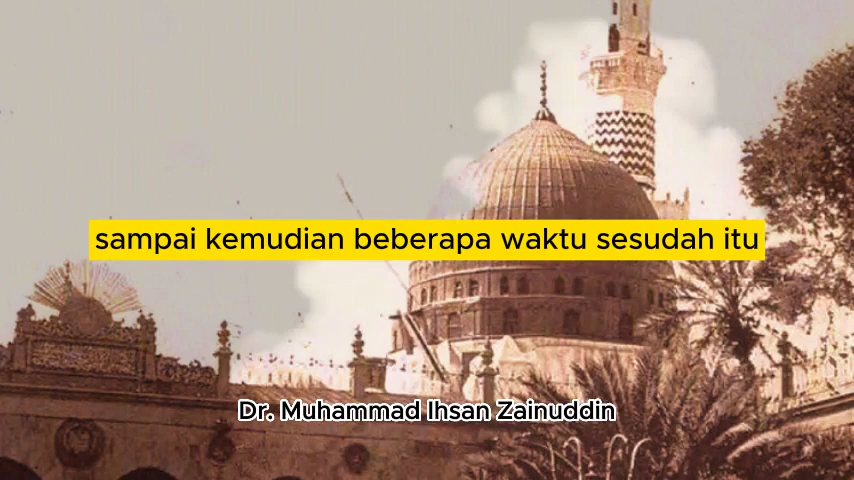 sampai kemudian beberapa waktu sesudah itu
Dr. Muhammad Ihsan Zainuddin